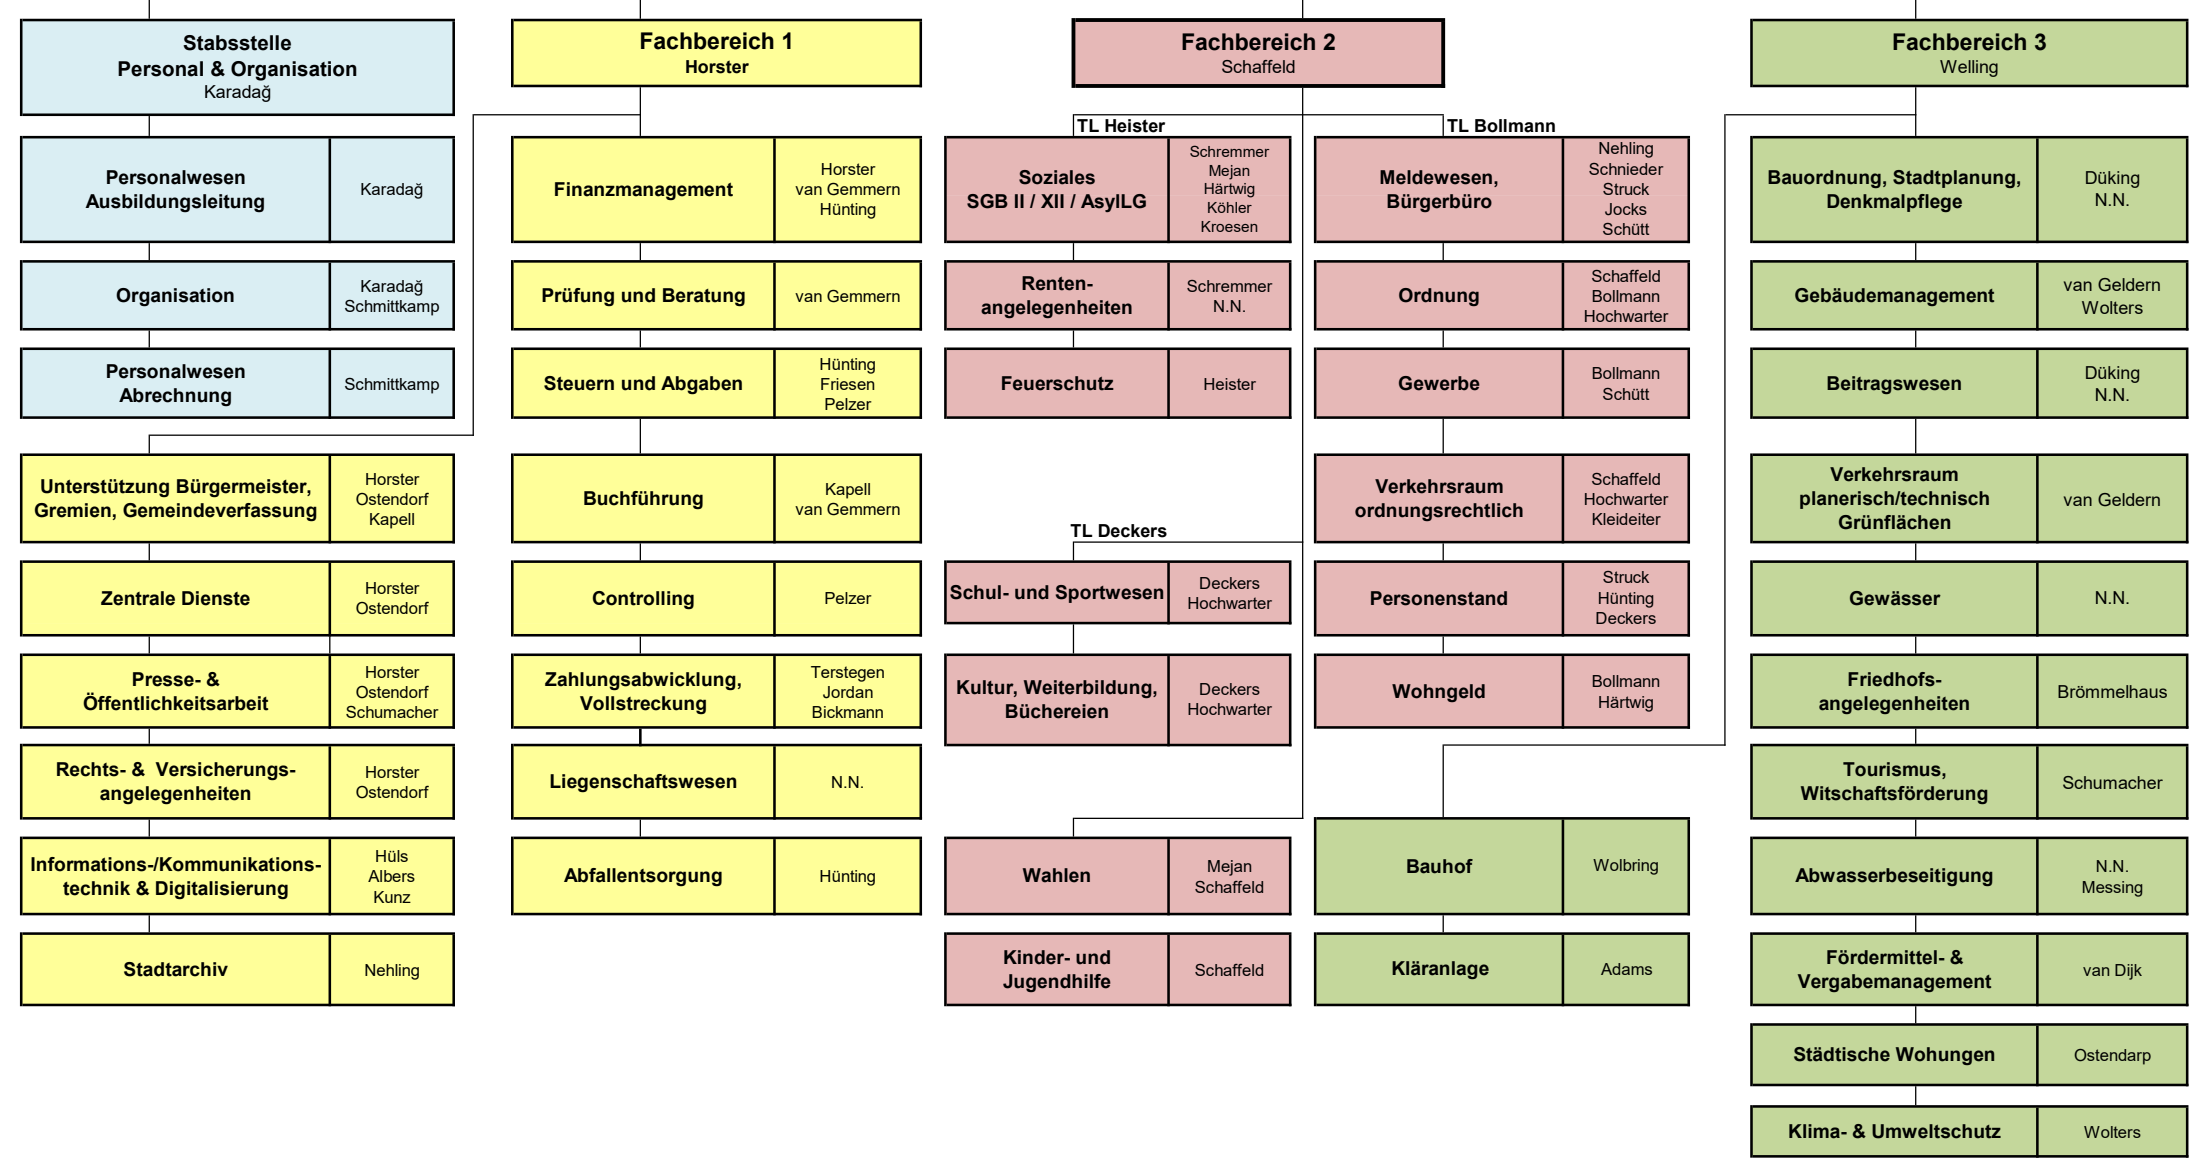 Stabsstelle
Personal & Organisation
Karadağ
Personalwesen
Ausbildungsleitung
Karadağ
Organisation
Karadağ
Schmittkamp
Personalwesen
Abrechnung
Schmittkamp
Fachbereich 1
Horster
Unterstützung Bürgermeister,
Gremien, Gemeindeverfassung
Horster
Ostendorf
Kapell
Zentrale Dienste
Horster
Ostendorf
Presse- &
Öffentlichkeitsarbeit
Horster
Ostendorf
Schumacher
Rechts- & Versicherungs-
angelegenheiten
Horster
Ostendorf
Informations-/Kommunikations-
technik & Digitalisierung
Hüls
Albers
Kunz
Stadtarchiv
Nehling
Finanzmanagement
Horster
van Gemmern
Hünting
Prüfung und Beratung
van Gemmern
Steuern und Abgaben
Hünting
Friesen
Pelzer
Buchführung
Kapell
van Gemmern
Controlling
Pelzer
Zahlungsabwicklung,
Vollstreckung
Terstegen
Jordan
Bickmann
Liegenschaftswesen
N.N.
Abfallentsorgung
Hünting
Fachbereich 2
Schaffeld
TL Heister
Soziales
SGB II / XII / AsylLG
Schremmer
Mejan
Härtwig
Köhler
Kroesen
Renten-
angelegenheiten
Schremmer
N.N.
Feuerschutz
Heister
TL Deckers
Schul- und Sportwesen
Deckers
Hochwarter
Kultur, Weiterbildung,
Büchereien
Deckers
Hochwarter
Wahlen
Mejan
Schaffeld
Kinder- und
Jugendhilfe
Schaffeld
TL Bollmann
Meldewesen,
Bürgerbüro
Nehling
Schnieder
Struck
Jocks
Schütt
Ordnung
Schaffeld
Bollmann
Hochwarter
Gewerbe
Bollmann
Schütt
Verkehrsraum
ordnungsrechtlich
Schaffeld
Hochwarter
Kleideiter
Personenstand
Struck
Hünting
Deckers
Wohngeld
Bollmann
Härtwig
Fachbereich 3
Welling
Bauhof
Wolbring
Kläranlage
Adams
Bauordnung, Stadtplanung,
Denkmalpflege
Düking
N.N.
Gebäudemanagement
van Geldern
Wolters
Beitragswesen
Düking
N.N.
Verkehrsraum
planerisch/technisch
Grünflächen
van Geldern
Gewässer
N.N.
Friedhofs-
angelegenheiten
Brömmelhaus
Tourismus,
Witschaftsförderung
Schumacher
Abwasserbeseitigung
N.N.
Messing
Fördermittel- &
Vergabemanagement
van Dijk
Städtische Wohungen
Ostendarp
Klima- & Umweltschutz
Wolters